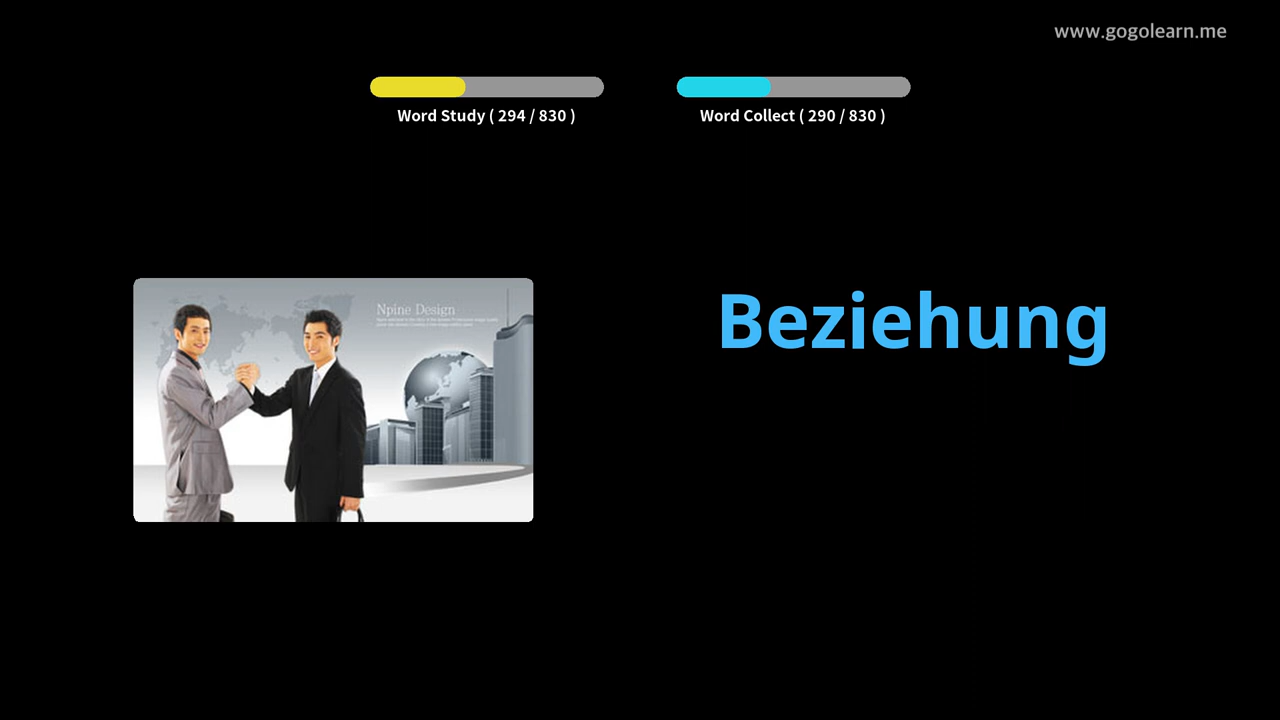 www.gogolearn.me
Word Study ( 294 / 830 )
Word Collect ( 290 / 830 )
Npine Design
Beziehung